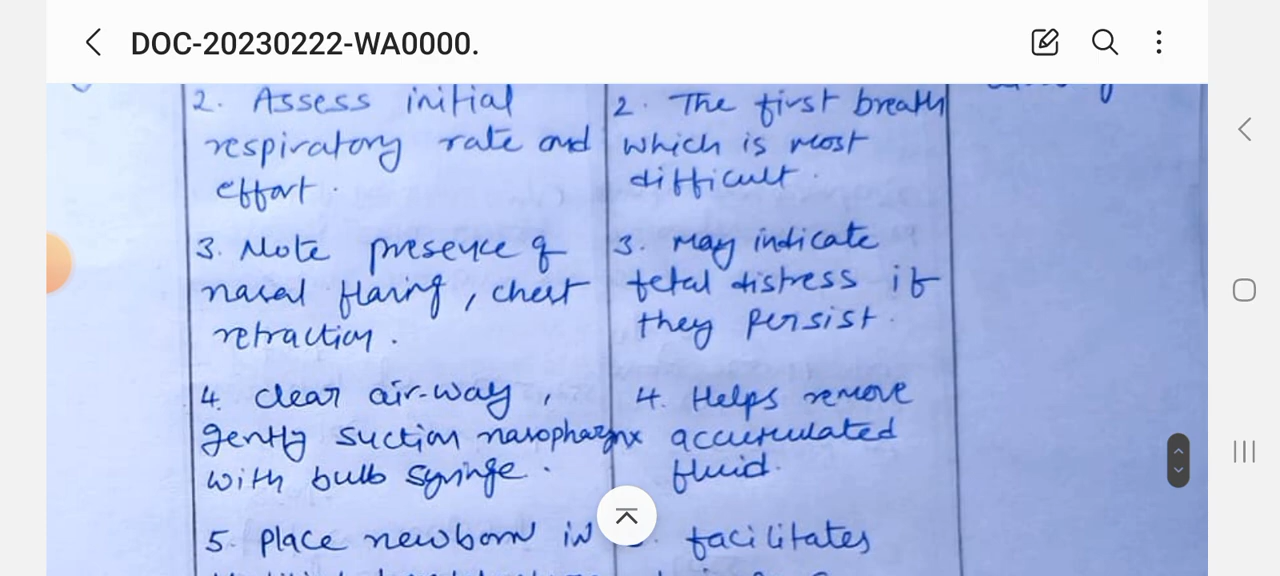 DOC-20230222-WA0000.
2. Assess initial
respiratory rate and
effort.
3. Note presence of
nasal flaring, chest
retraction.
4. clear air-way,
gently suction nasopharynx
with bulb syringe.
5. Place newborn in
2. The first breath
which is most
difficult.
3. May indicate
fetal distress if
they persist.
4. Helps remove
accumulated
fluid.
facilitates